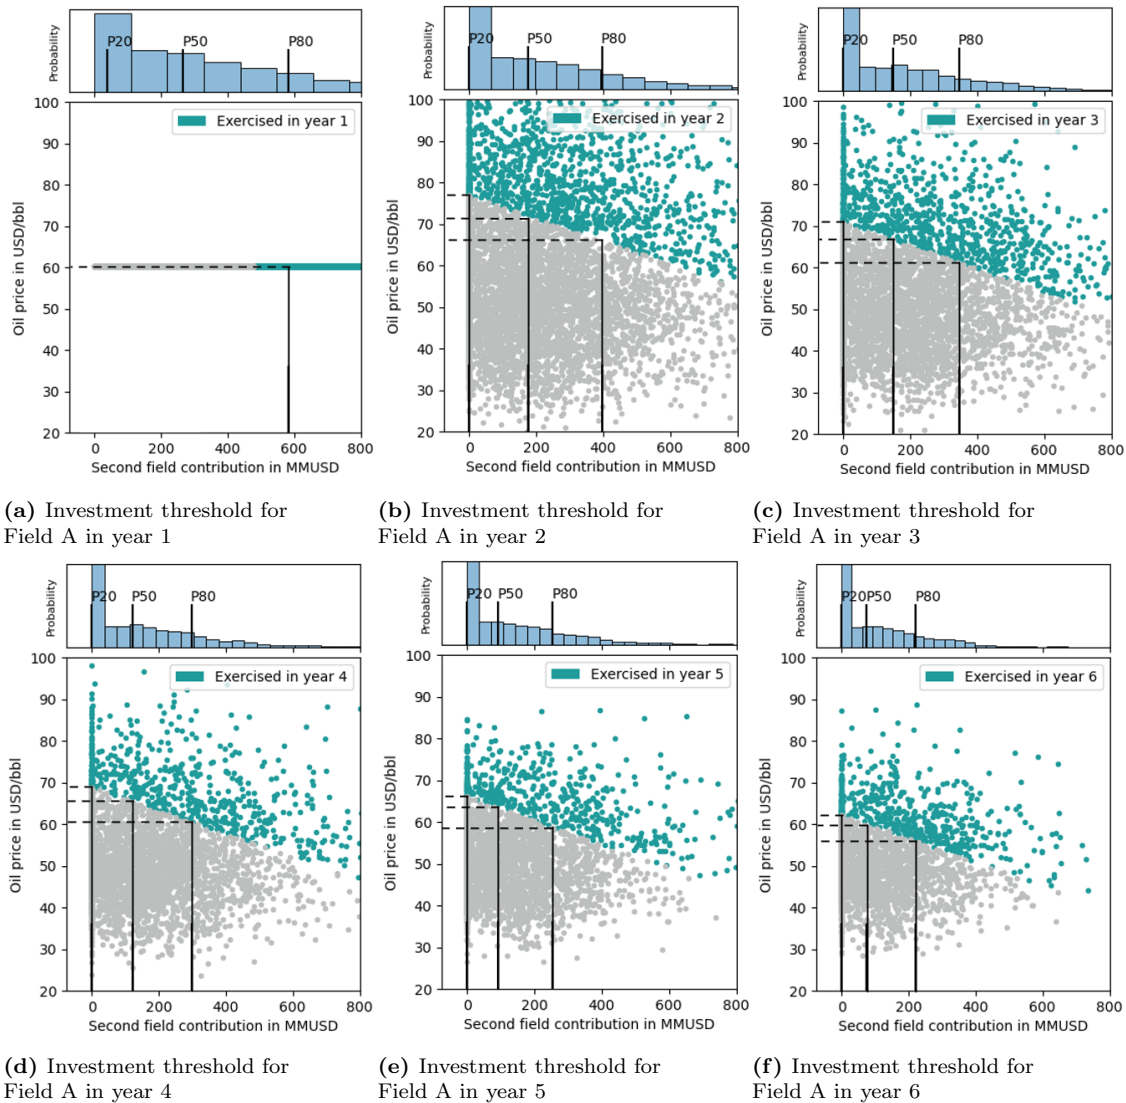 Probability
P20 P50 P80
Exercised in year 1
100
90
80
70
60
50
40
30
20
Oil price in USD/bbl
0 200 400 600 800
Second field contribution in MMUSD
(a) Investment threshold for
Field A in year 1
Probability
P20 P50 P80
Exercised in year 2
100
90
80
70
60
50
40
30
20
Oil price in USD/bbl
0 200 400 600 800
Second field contribution in MMUSD
(b) Investment threshold for
Field A in year 2
Probability
P20 P50 P80
Exercised in year 3
100
90
80
70
60
50
40
30
20
Oil price in USD/bbl
0 200 400 600 800
Second field contribution in MMUSD
(c) Investment threshold for
Field A in year 3
Probability
P20 P50 P80
Exercised in year 4
100
90
80
70
60
50
40
30
20
Oil price in USD/bbl
0 200 400 600 800
Second field contribution in MMUSD
(d) Investment threshold for
Field A in year 4
Probability
P20 P50 P80
Exercised in year 5
100
90
80
70
60
50
40
30
20
Oil price in USD/bbl
0 200 400 600 800
Second field contribution in MMUSD
(e) Investment threshold for
Field A in year 5
Probability
P20 P50 P80
Exercised in year 6
100
90
80
70
60
50
40
30
20
Oil price in USD/bbl
0 200 400 600 800
Second field contribution in MMUSD
(f) Investment threshold for
Field A in year 6